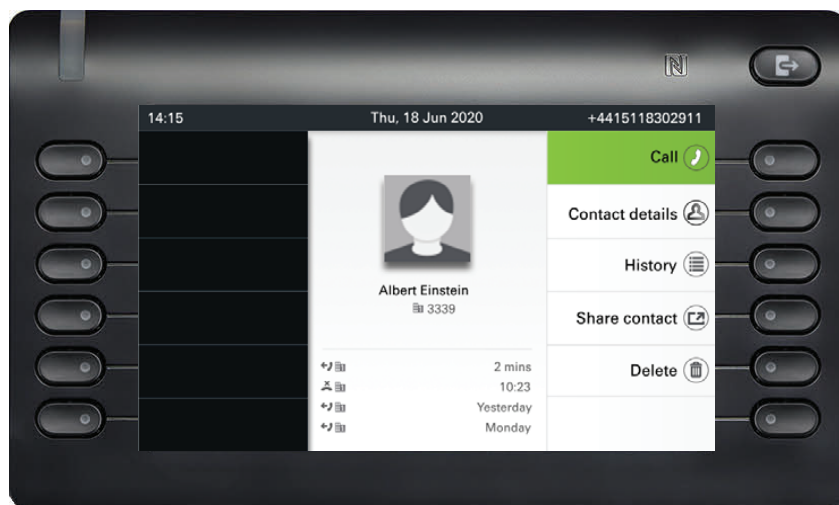 14:15 Thu, 18 Jun 2020 +4415118302911
Call
Contact details
History
Share contact
Delete
Albert Einstein
3339
2 mins
10:23
Yesterday
Monday